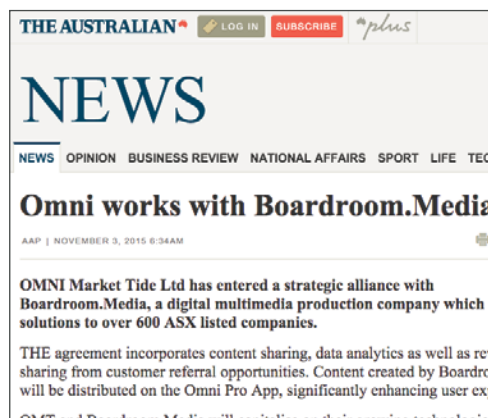 THE AUSTRALIAN LOG IN SUBSCRIBE plus
NEWS
NEWS OPINION BUSINESS REVIEW NATIONAL AFFAIRS SPORT LIFE TEC
Omni works with Boardroom.Media
AAP | NOVEMBER 3, 2015 6:34AM
OMNI Market Tide Ltd has entered a strategic alliance with
Boardroom.Media, a digital multimedia production company which
solutions to over 600 ASX listed companies.
THE agreement incorporates content sharing, data analytics as well as re
sharing from customer referral opportunities. Content created by Boardro
will be distributed on the Omni Pro App, significantly enhancing user exp